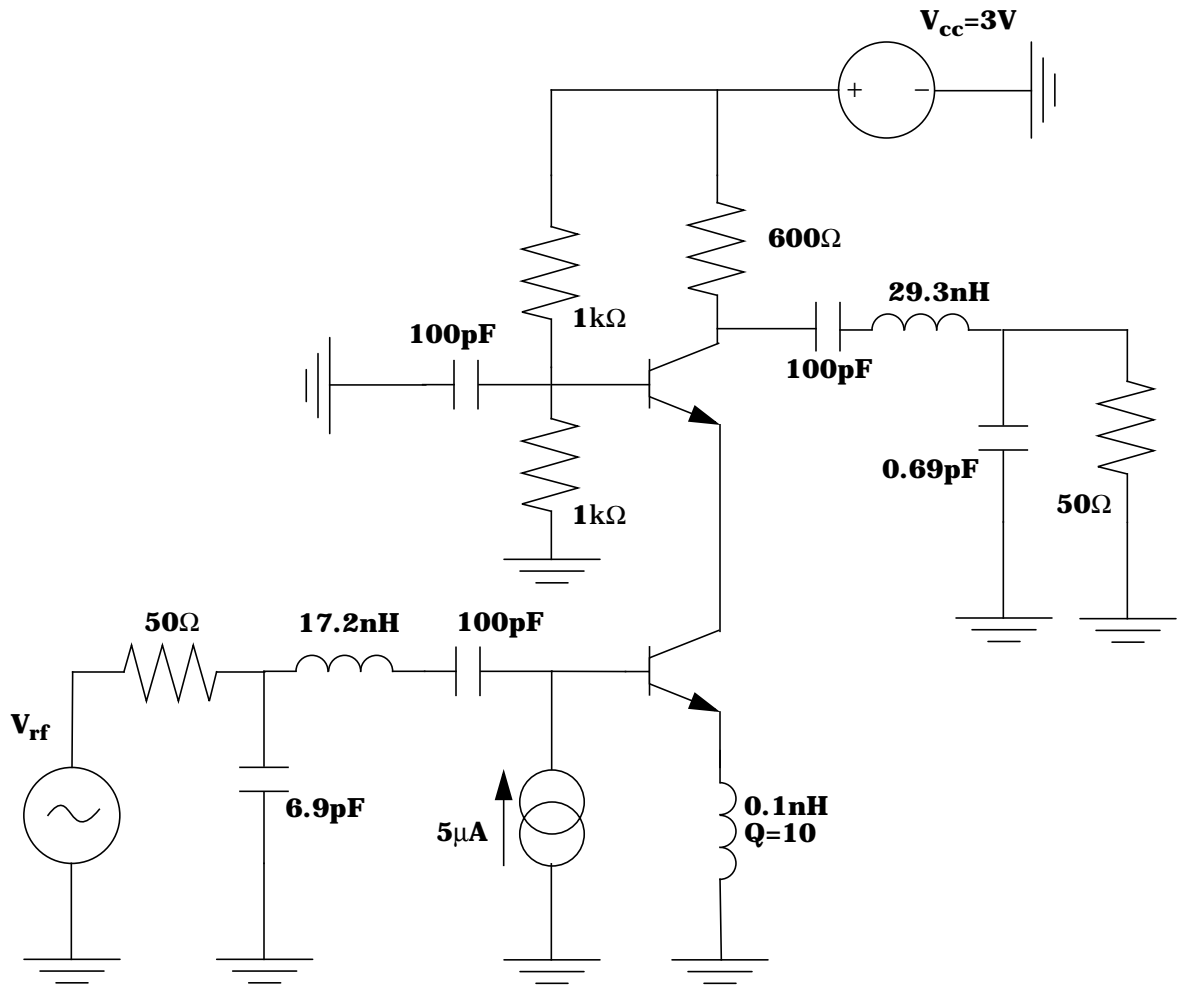 Vcc=3V
+ −
600Ω
29.3nH
1kΩ
100pF
100pF
0.69pF
50Ω
1kΩ
50Ω
17.2nH
100pF
Vrf
6.9pF
5μA
0.1nH
Q=10